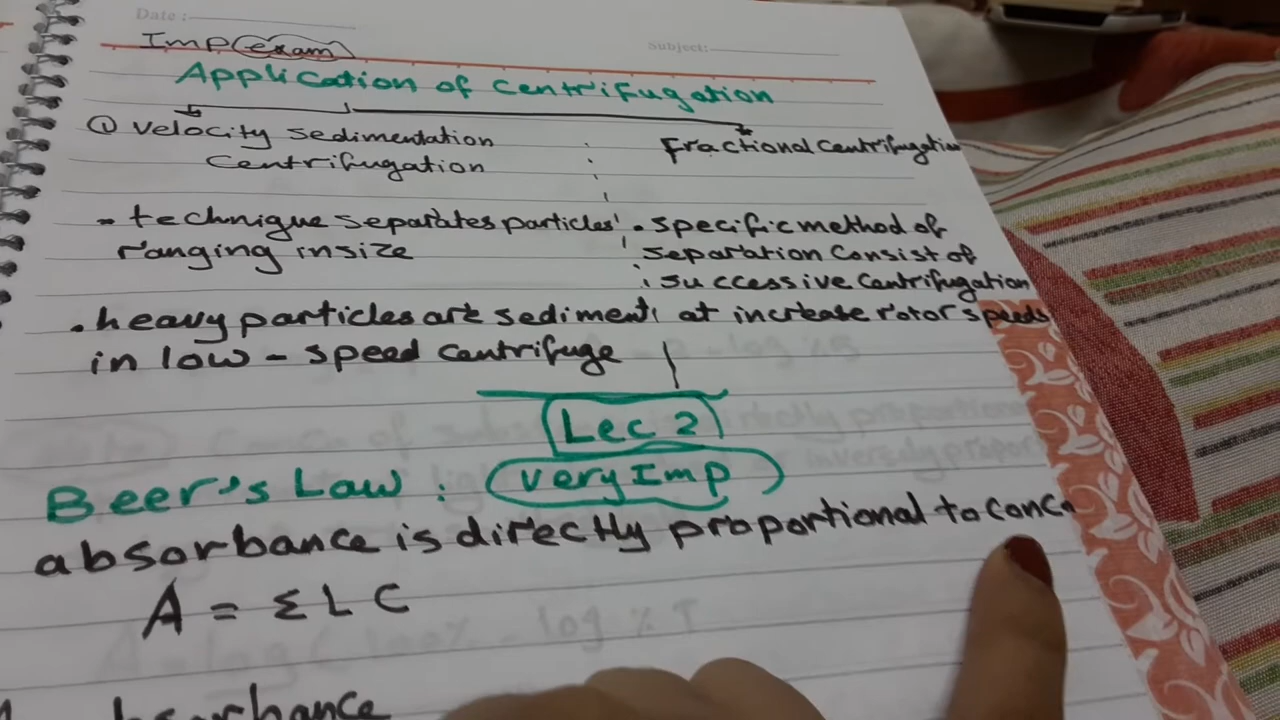 Date :
Imp exam
Subject:
Application of centrifugation
① velocity sedimentation
Centrifugation
- technique separates particles
ranging in size
Fractional Centrifugation
. specific method of
separation consist of
successive centrifugation
at increase rotor speeds
. heavy particles are sediment
in low - speed centrifuge
Lec 2
Beer's Law : very Imp
absorbance is directly proportional to Conc
A = Σ L C
absorbance